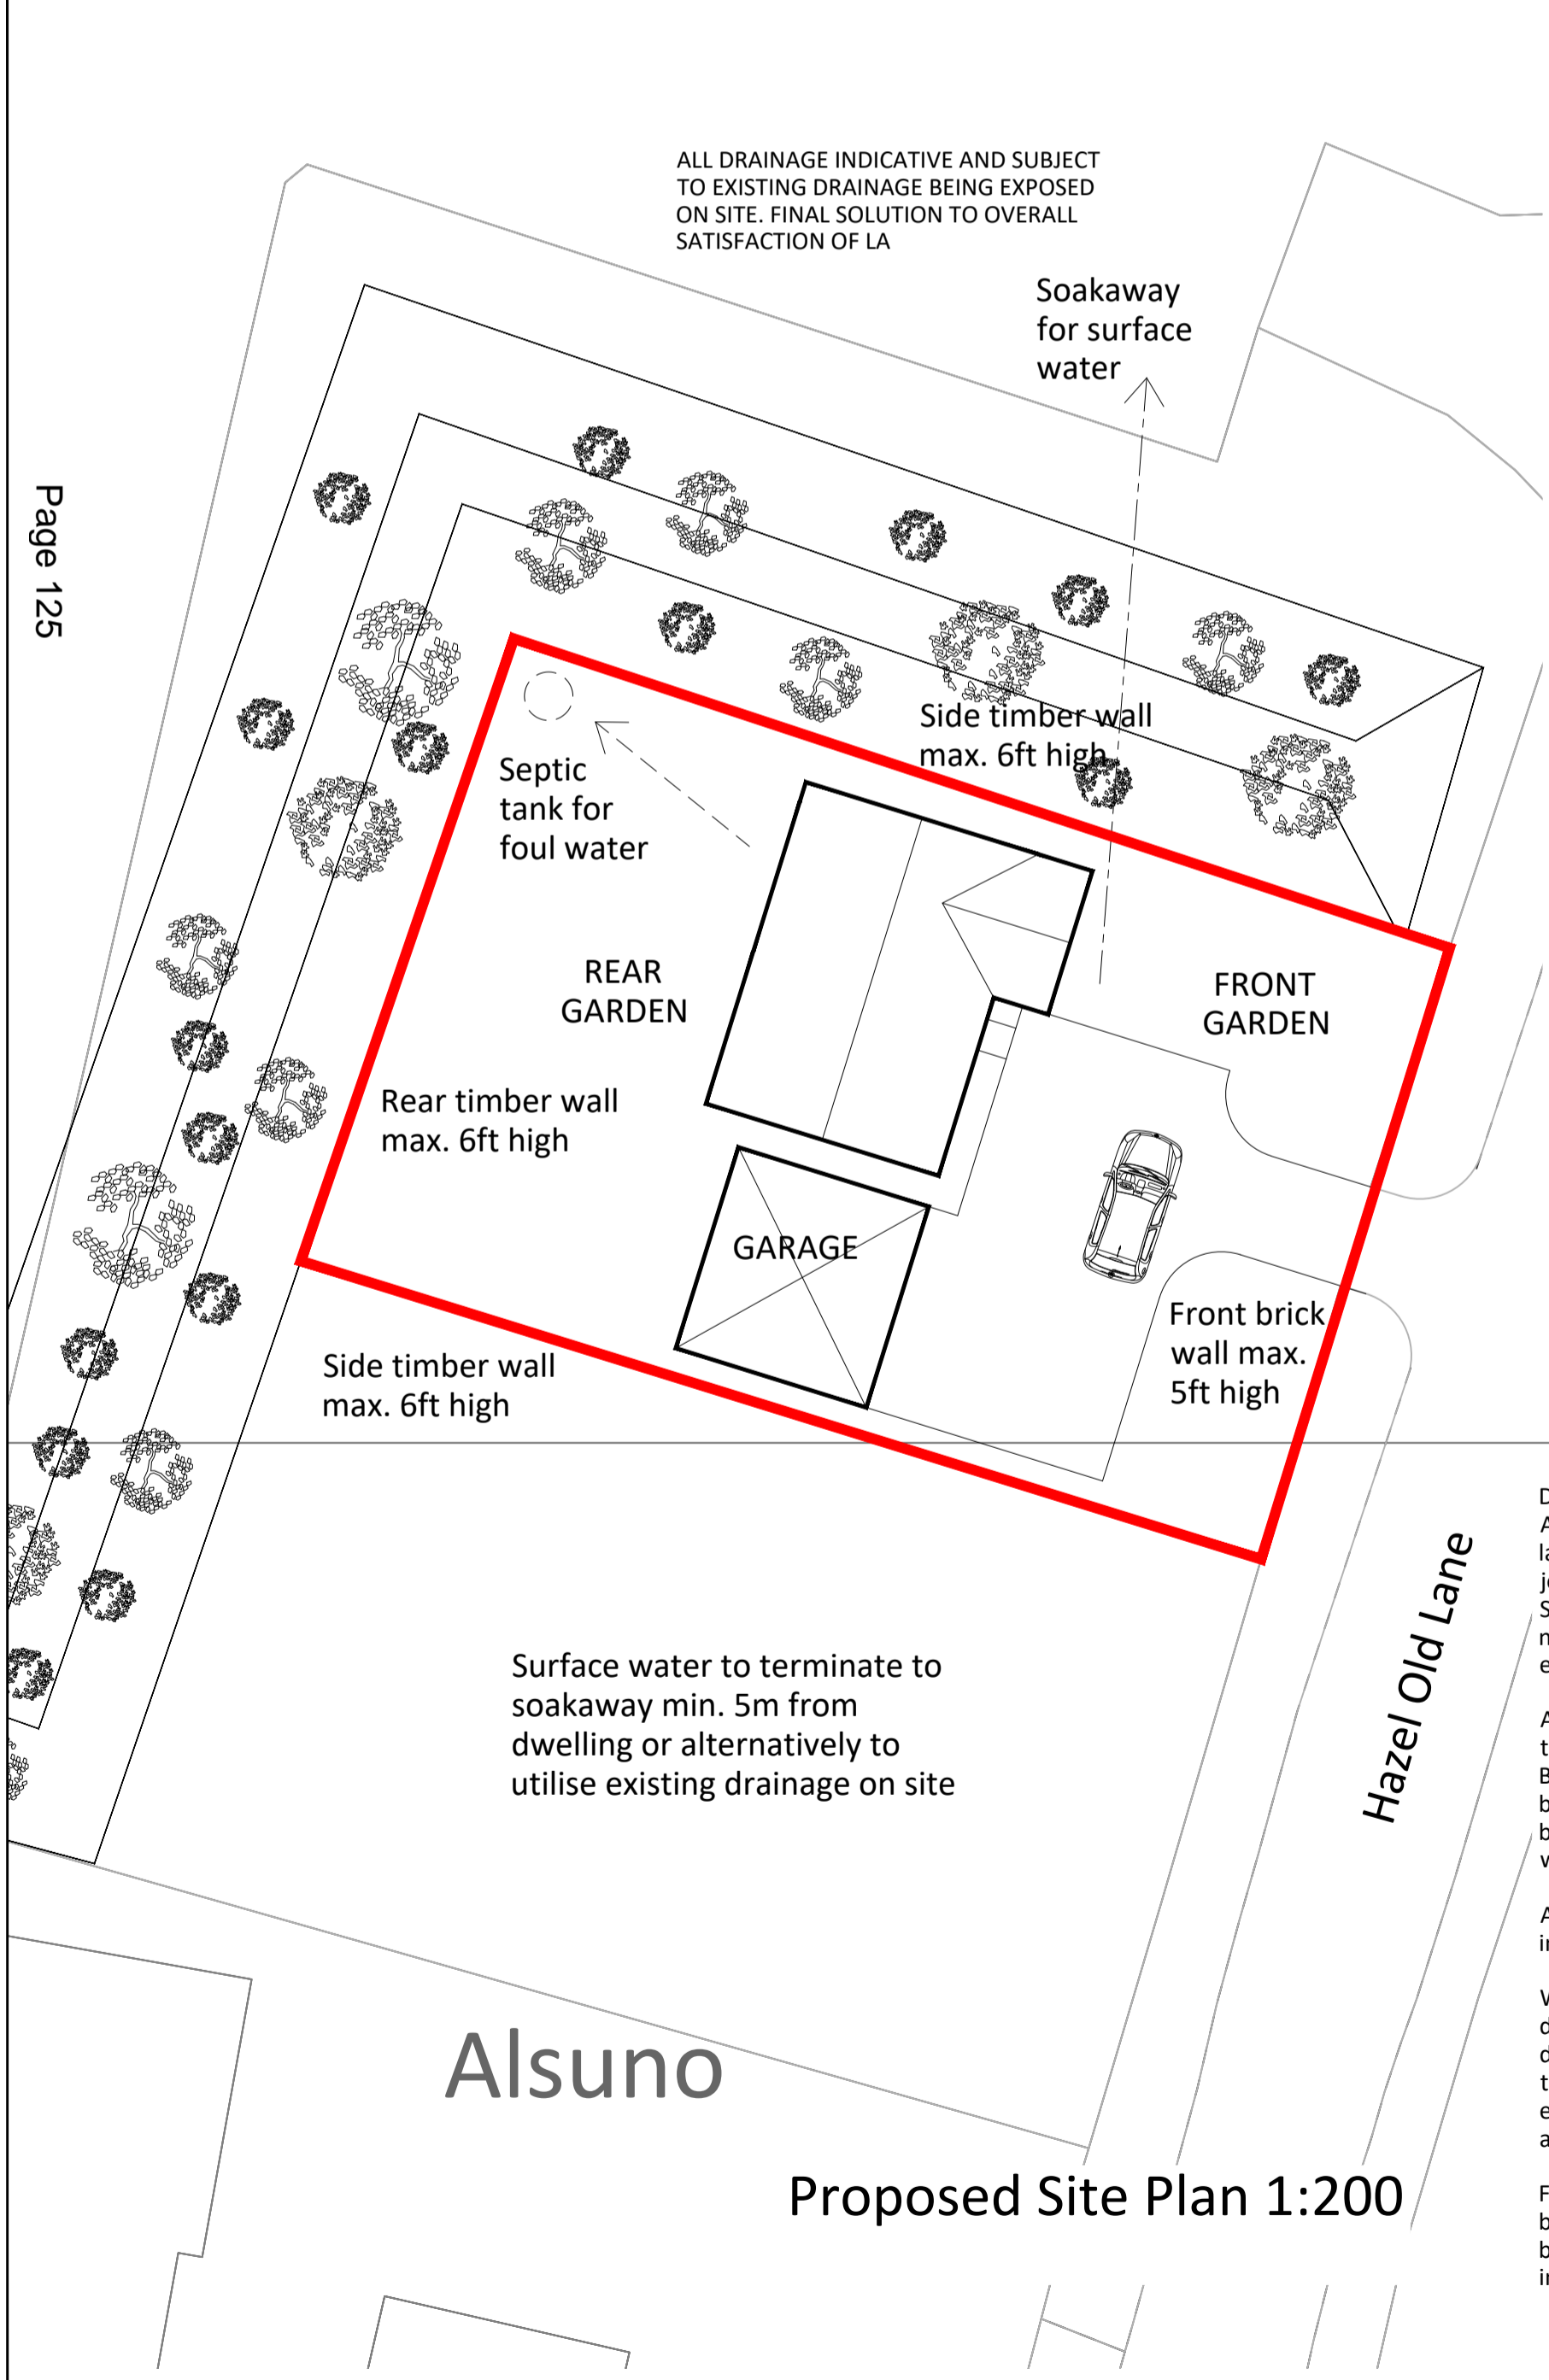 ALL DRAINAGE INDICATIVE AND SUBJECT
TO EXISTING DRAINAGE BEING EXPOSED
ON SITE. FINAL SOLUTION TO OVERALL
SATISFACTION OF LA
Soakaway
for surface
water
Page 125
Side timber wall
max. 6ft high
Septic
tank for
foul water
REAR
GARDEN
FRONT
GARDEN
Rear timber wall
max. 6ft high
GARAGE
Front brick
wall max.
5ft high
Side timber wall
max. 6ft high
Hazel Old Lane
Surface water to terminate to
soakaway min. 5m from
dwelling or alternatively to
utilise existing drainage on site
Alsuno
Proposed Site Plan 1:200